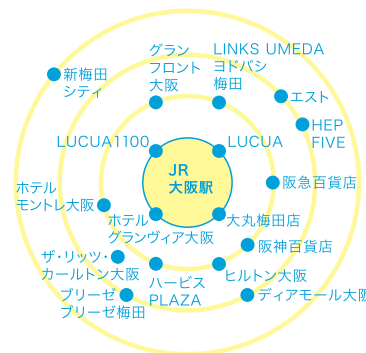 グラン
フロント
大阪
LINKS UMEDA
ヨドバシ
梅田
新梅田
シティ
エスト
HEP
FIVE
LUCUA1100
LUCUA
JR
大阪駅
阪急百貨店
ホテル
モントレ大阪
ホテル
グランヴィア大阪
大丸梅田店
阪神百貨店
ザ・リッツ・
カールトン大阪
ハービス
PLAZA
ヒルトン大阪
ブリーゼ
ブリーゼ梅田
ディアモール大阪